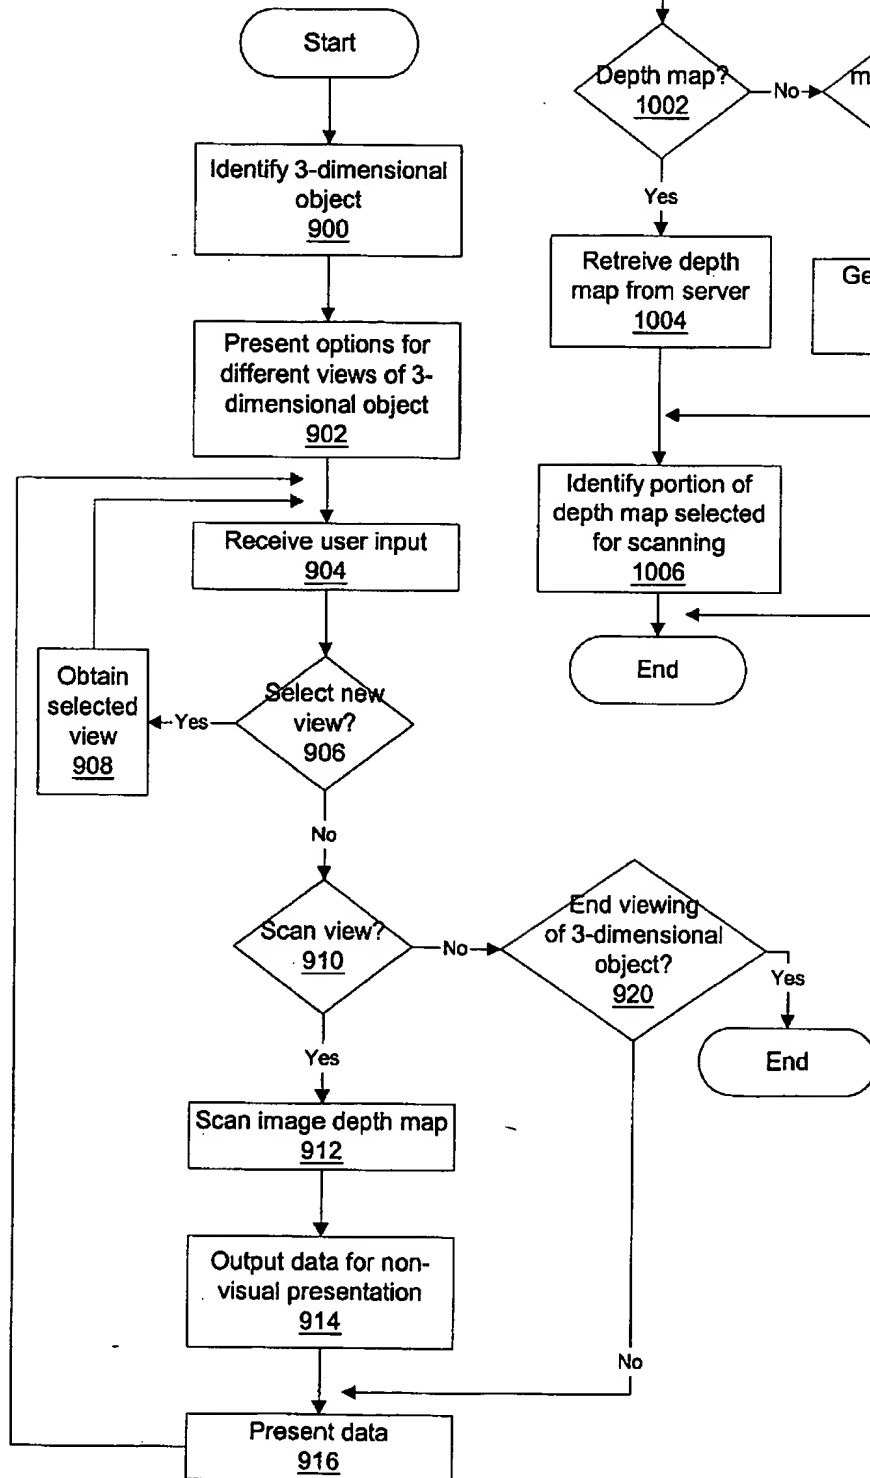 Start
Identify 3-dimensional
object
900
Present options for
different views of 3-
dimensional object
902
Receive user input
904
Select new
view?
906
Yes
Obtain
selected
view
908
No
Scan view?
910
No
End viewing
of 3-dimensional
object?
920
Yes
End
No
Yes
Scan image depth map
912
Output data for non-
visual presentation
914
Present data
916
Depth map?
1002
No
Yes
Retreive depth
map from server
1004
Identify portion of
depth map selected
for scanning
1006
End